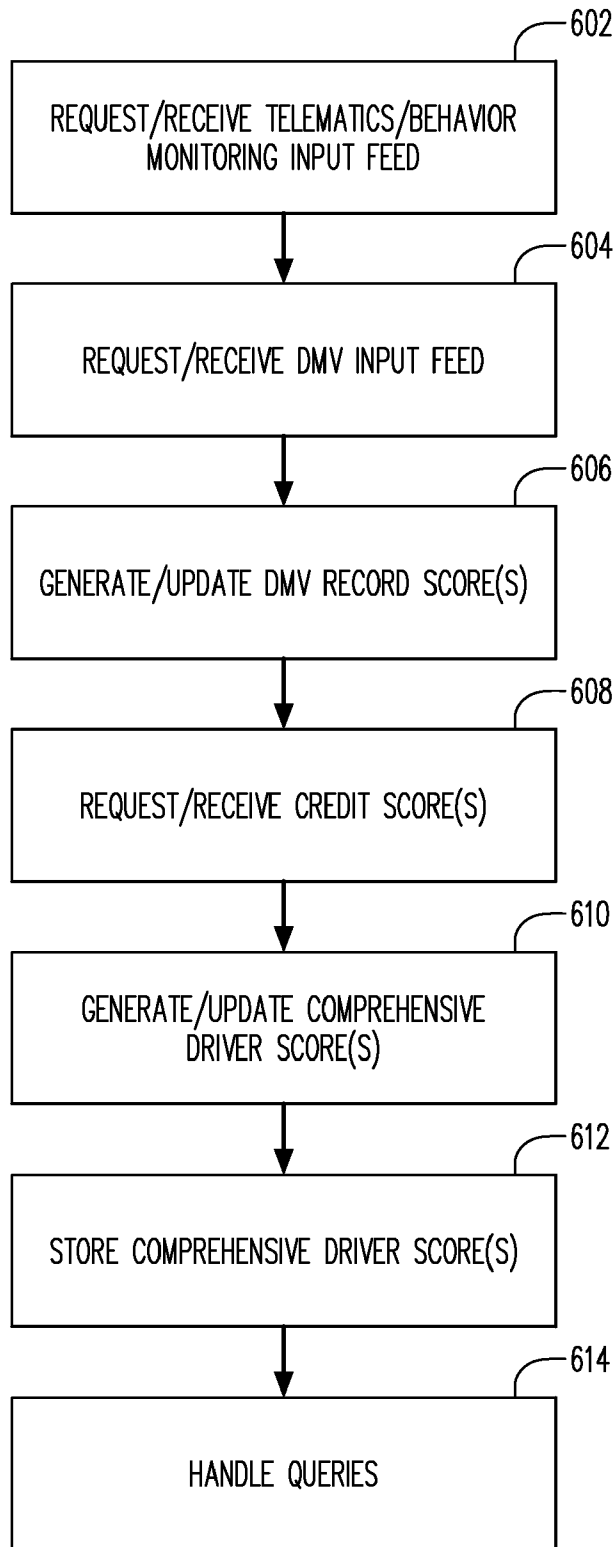 602
REQUEST/RECEIVE TELEMATICS/BEHAVIOR
MONITORING INPUT FEED
604
REQUEST/RECEIVE DMV INPUT FEED
606
GENERATE/UPDATE DMV RECORD SCORE(S)
608
REQUEST/RECEIVE CREDIT SCORE(S)
610
GENERATE/UPDATE COMPREHENSIVE
DRIVER SCORE(S)
612
STORE COMPREHENSIVE DRIVER SCORE(S)
614
HANDLE QUERIES